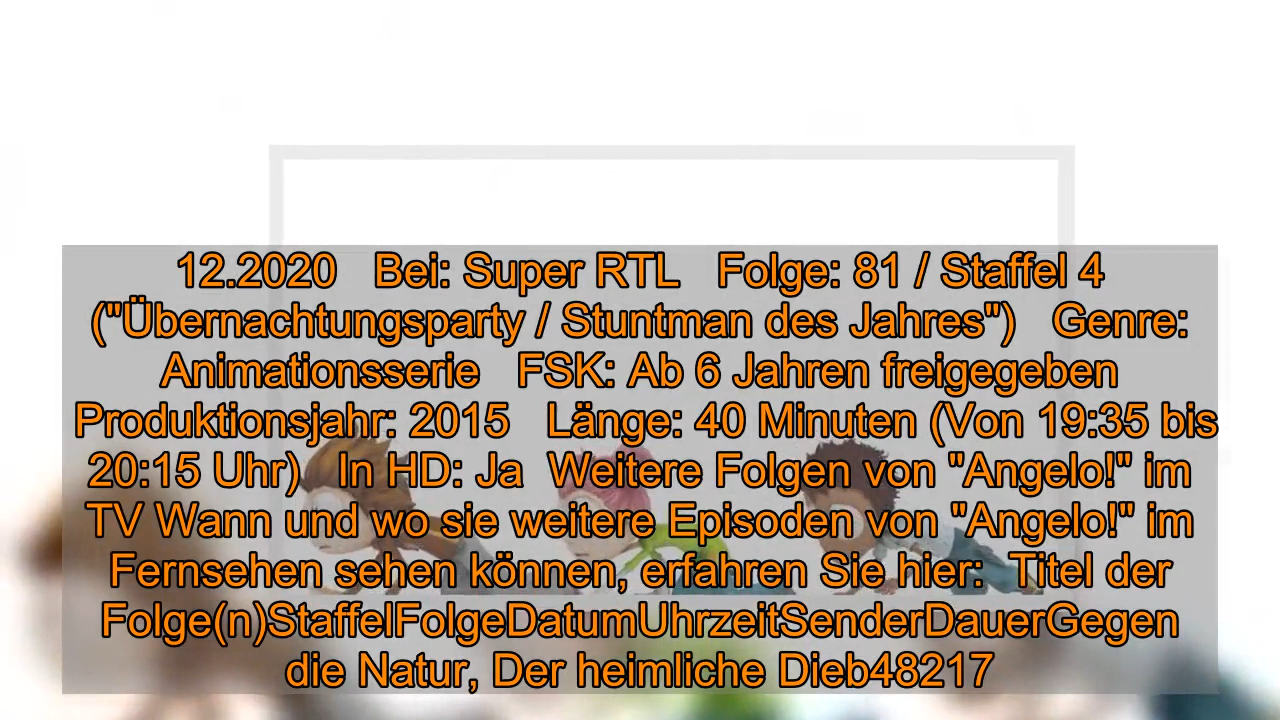 12.2020   Bei: Super RTL   Folge: 81 / Staffel 4
("Übernachtungsparty / Stuntman des Jahres")   Genre:
Animationsserie   FSK: Ab 6 Jahren freigegeben
Produktionsjahr: 2015   Länge: 40 Minuten (Von 19:35 bis
20:15 Uhr)   In HD: Ja  Weitere Folgen von "Angelo!" im
TV Wann und wo sie weitere Episoden von "Angelo!" im
Fernsehen sehen können, erfahren Sie hier:  Titel der
Folge(n)StaffelFolgeDatumUhrzeitSenderDauerGegen
die Natur, Der heimliche Dieb48217